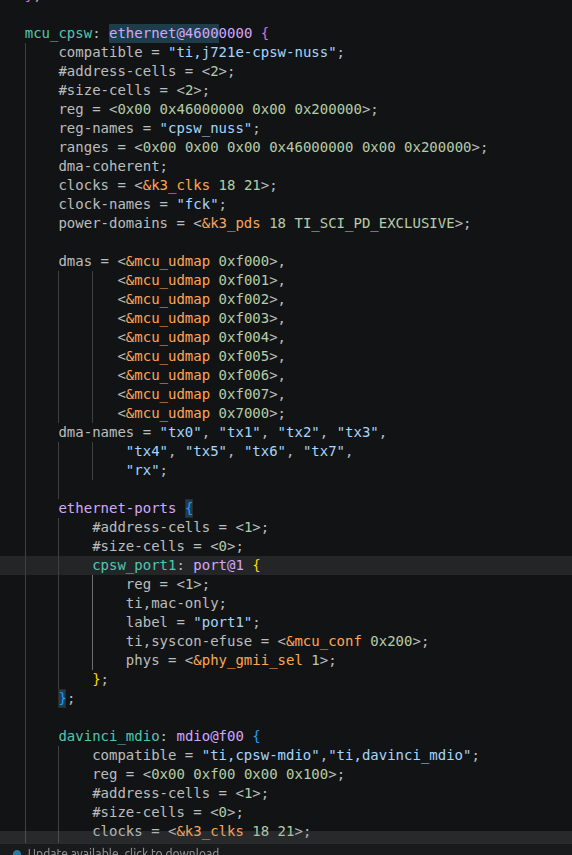 mcu_cpsw: ethernet@46000000 {
compatible = "ti,j721e-cpsw-nuss";
#address-cells = <2>;
#size-cells = <2>;
reg = <0x00 0x46000000 0x00 0x200000>;
reg-names = "cpsw_nuss";
ranges = <0x00 0x00 0x00 0x46000000 0x00 0x200000>;
dma-coherent;
clocks = <&k3_clks 18 21>;
clock-names = "fck";
power-domains = <&k3_pds 18 TI_SCI_PD_EXCLUSIVE>;
dmas = <&mcu_udmap 0xf000>,
<&mcu_udmap 0xf001>,
<&mcu_udmap 0xf002>,
<&mcu_udmap 0xf003>,
<&mcu_udmap 0xf004>,
<&mcu_udmap 0xf005>,
<&mcu_udmap 0xf006>,
<&mcu_udmap 0xf007>,
<&mcu_udmap 0x7000>;
dma-names = "tx0", "tx1", "tx2", "tx3",
"tx4", "tx5", "tx6", "tx7",
"rx";
ethernet-ports {
#address-cells = <1>;
#size-cells = <0>;
cpsw_port1: port@1 {
reg = <1>;
ti,mac-only;
label = "port1";
ti,syscon-efuse = <&mcu_conf 0x200>;
phys = <&phy_gmii_sel 1>;
};
};
davinci_mdio: mdio@f00 {
compatible = "ti,cpsw-mdio","ti,davinci_mdio";
reg = <0x00 0xf00 0x00 0x100>;
#address-cells = <1>;
#size-cells = <0>;
clocks = <&k3_clks 18 21>;
Update available, click to download